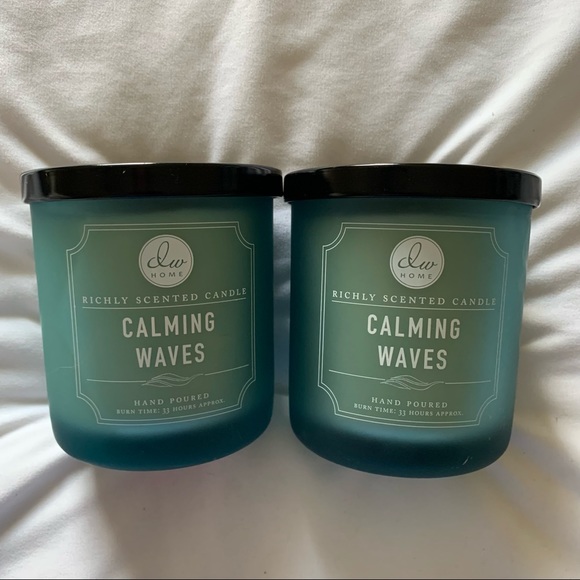 dw
HOME
RICHLY SCENTED CANDLE
CALMING
WAVES
HAND POURED
BURN TIME: 33 HOURS APPROX.
dw
HOME
RICHLY SCENTED CANDLE
CALMING
WAVES
HAND POURED
BURN TIME: 33 HOURS APPROX.